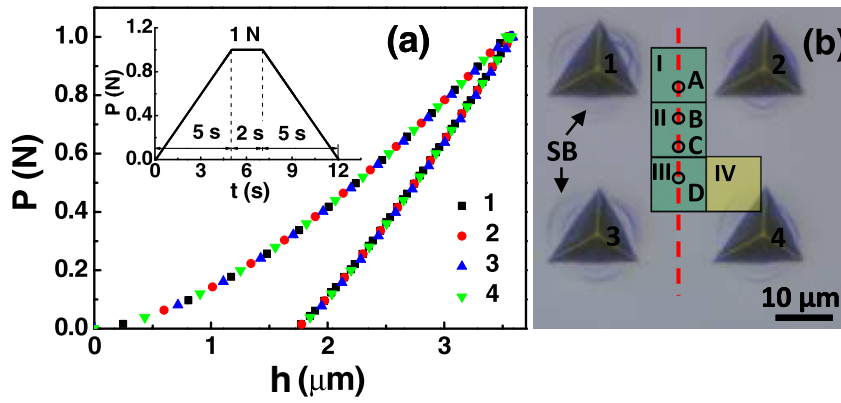 (a)
P (N)
1.0
0.8
0.6
0.4
0.2
0.0
0
1
2
3
h (μm)
1
2
3
4
1 N
P (N)
1.2
0.8
0.4
0.0
5 s
2 s
5 s
0 3 6 9 12
t (s)
(b)
1
2
3
4
SB
I
A
II
B
C
III
D
IV
10 μm